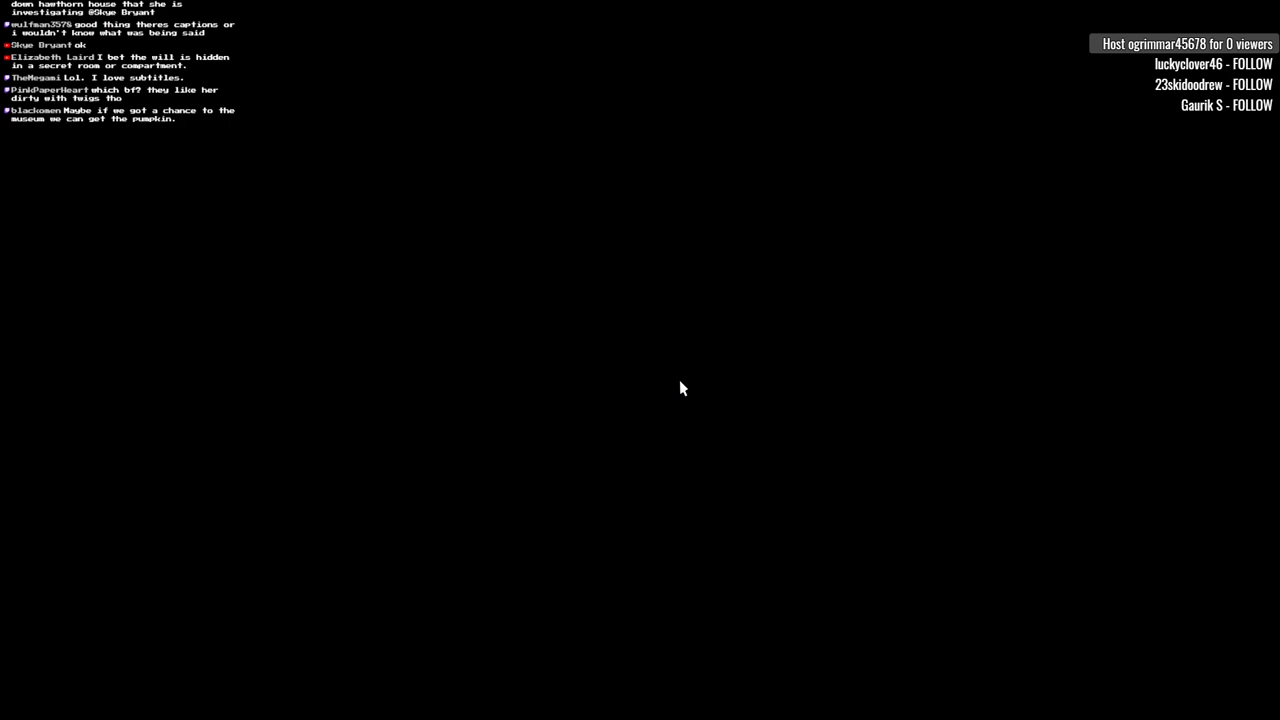 down hawthorn house that she is
investigating @Skye Bryant
wulfman3578 good thing theres captions or
i wouldn't know what was being said
Skye Bryant ok
Elizabeth Laird I bet the will is hidden
in a secret room or compartment.
TheMegami Lol. I love subtitles.
PinkPaperHeart which bf? they like her
dirty with twigs tho
blackomen Maybe if we got a chance to the
museum we can get the pumpkin.
Host ogrimmar45678 for 0 viewers
luckyclover46 - FOLLOW
23skidoodrew - FOLLOW
Gaurik S - FOLLOW